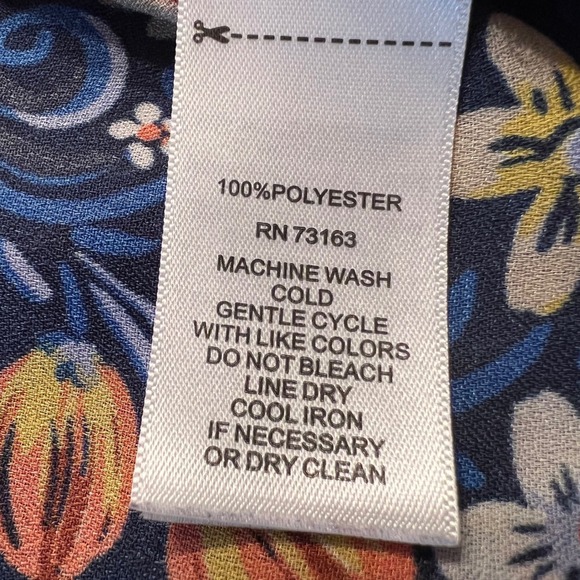 100%POLYESTER
RN 73163
MACHINE WASH
COLD
GENTLE CYCLE
WITH LIKE COLORS
DO NOT BLEACH
LINE DRY
COOL IRON
IF NECESSARY
OR DRY CLEAN